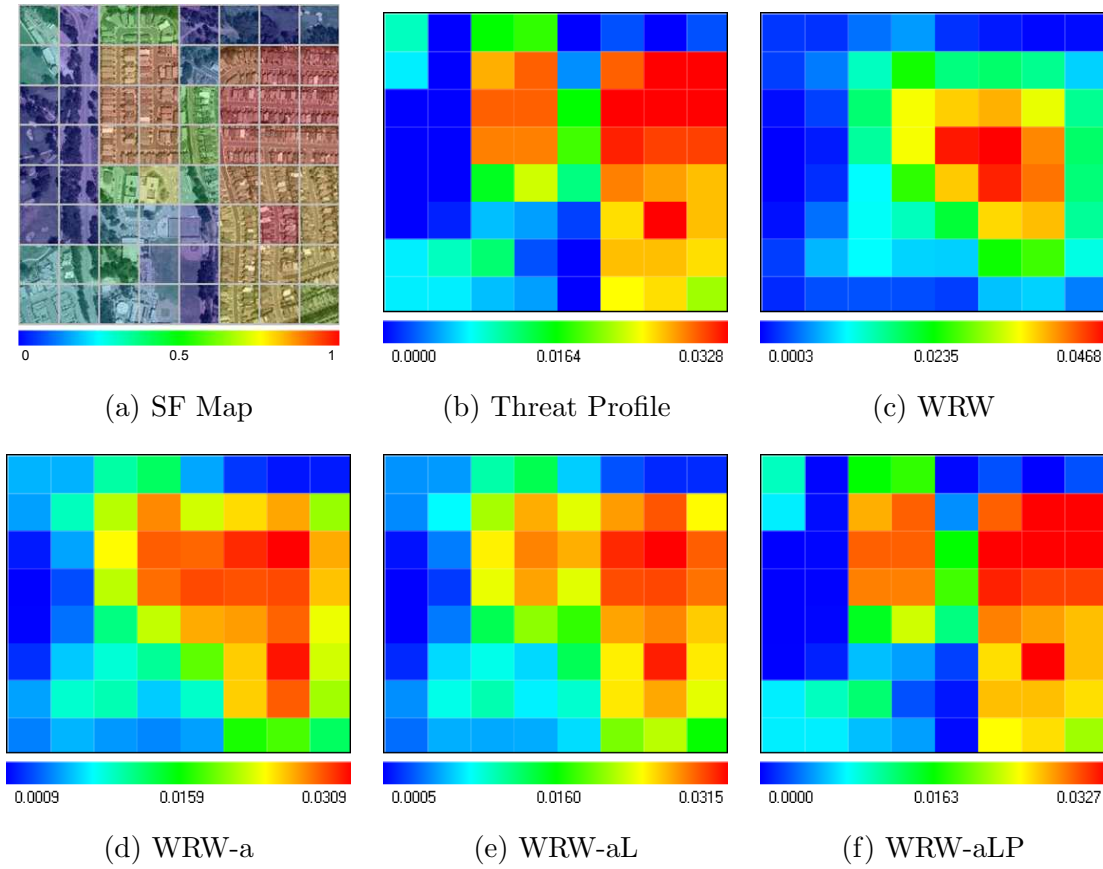 0 0.5 1
0.0000 0.0164 0.0328
0.0003 0.0235 0.0468
(a) SF Map
(b) Threat Profile
(c) WRW
0.0009 0.0159 0.0309
0.0005 0.0160 0.0315
0.0000 0.0163 0.0327
(d) WRW-a
(e) WRW-aL
(f) WRW-aLP